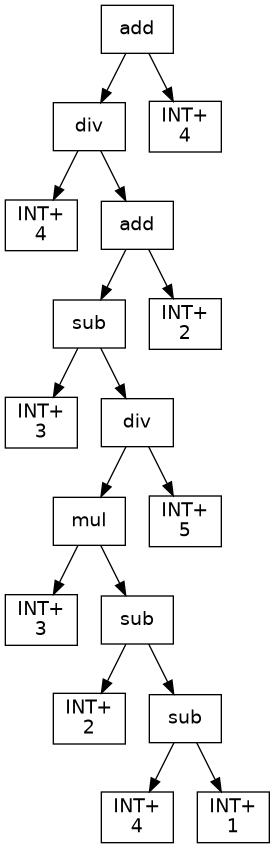 add
div
INT+
4
INT+
4
add
sub
INT+
2
INT+
3
div
mul
INT+
5
INT+
3
sub
INT+
2
sub
INT+
4
INT+
1